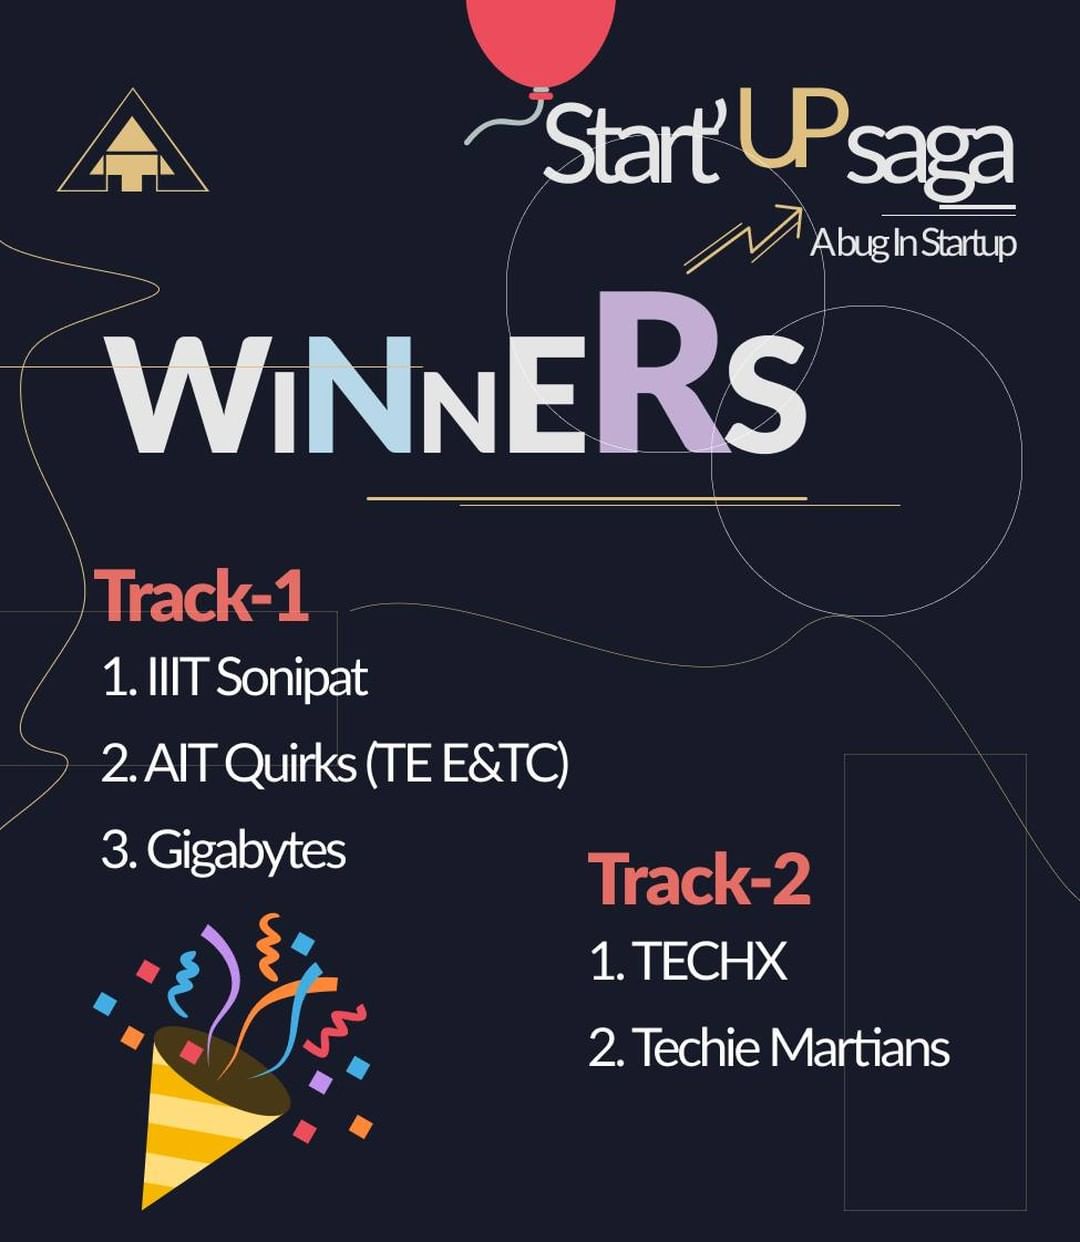 Start'UPsaga
A bug In Startup
WiNnERS
Track-1
1. IIIT Sonipat
2. AIT Quirks (TE E&TC)
3. Gigabytes
Track-2
1. TECHX
2. Techie Martians